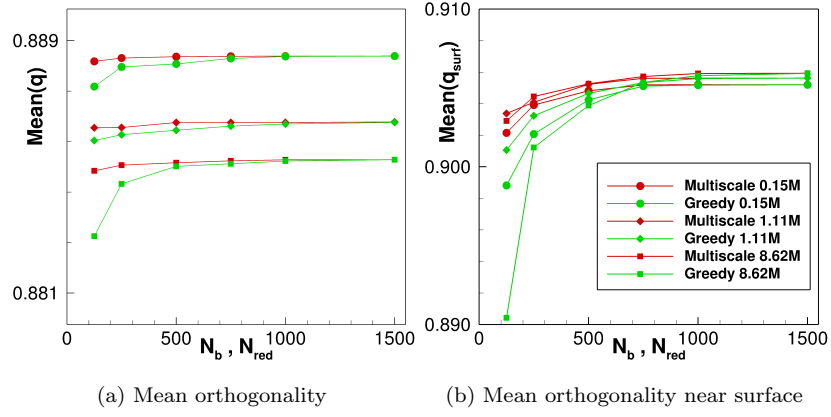 0.889
0.881
Mean(q)
0 500 1000 1500
N_b , N_red
(a) Mean orthogonality
0.910
0.900
0.890
Mean(q_surf)
0 500 1000 1500
N_b , N_red
Multiscale 0.15M
Greedy 0.15M
Multiscale 1.11M
Greedy 1.11M
Multiscale 8.62M
Greedy 8.62M
(b) Mean orthogonality near surface